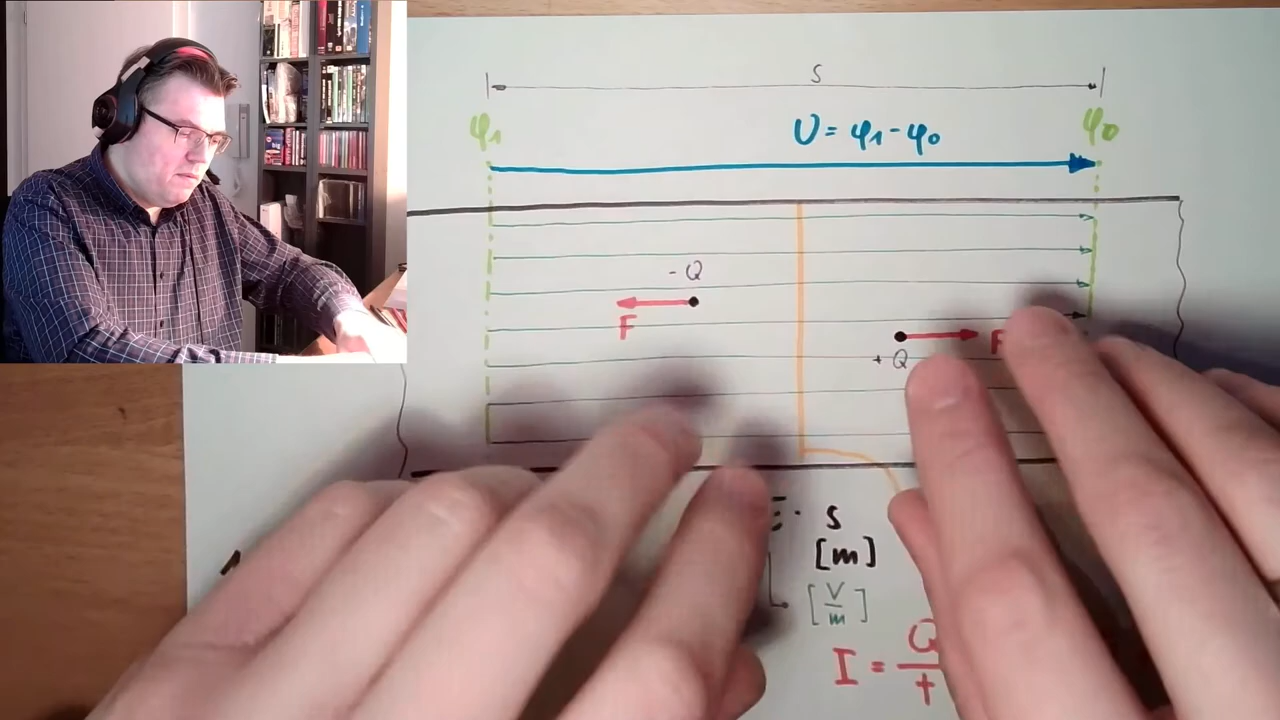 s
φ1 U = φ1 - φ0 φ0
- Q
F
+ Q F
E · s
[m]
[V/m]
I = Q/t